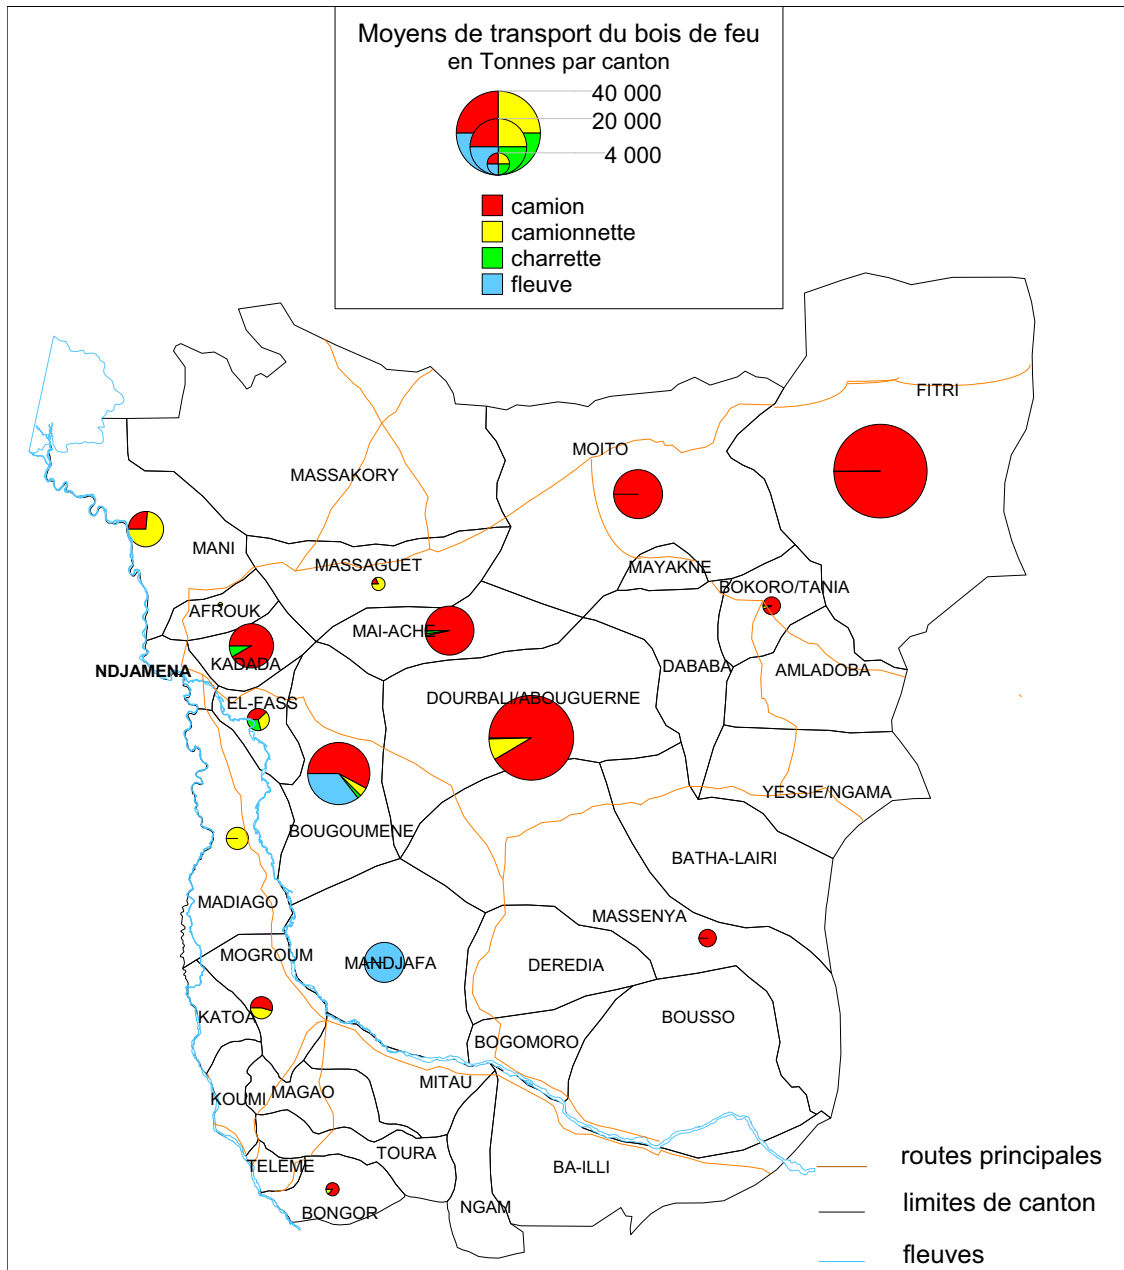 Moyens de transport du bois de feu
en Tonnes par canton
40 000
20 000
4 000
camion
camionnette
charrette
fleuve
FITRI
MOITO
MASSAKORY
MANI
MASSAGUET
MAYAKNE
BOKORO/TANIA
AFROUK
MAI-ACHE
KADADA
NDJAMENA
DABABA
AMLADOBA
EL-FASS
DOURBALI/ABOUGUERNE
YESSIE/NGAMA
BOUGOUMENE
BATHA-LAIRI
MADIAGO
MASSENYA
MOGROUM
MANDJAFA
DEREDIA
KATOA
BOUSSO
BOGOMORO
MITAU
KOUMI
MAGAO
TOURA
TELEME
BA-ILLI
NGAM
BONGOR
routes principales
limites de canton
fleuves